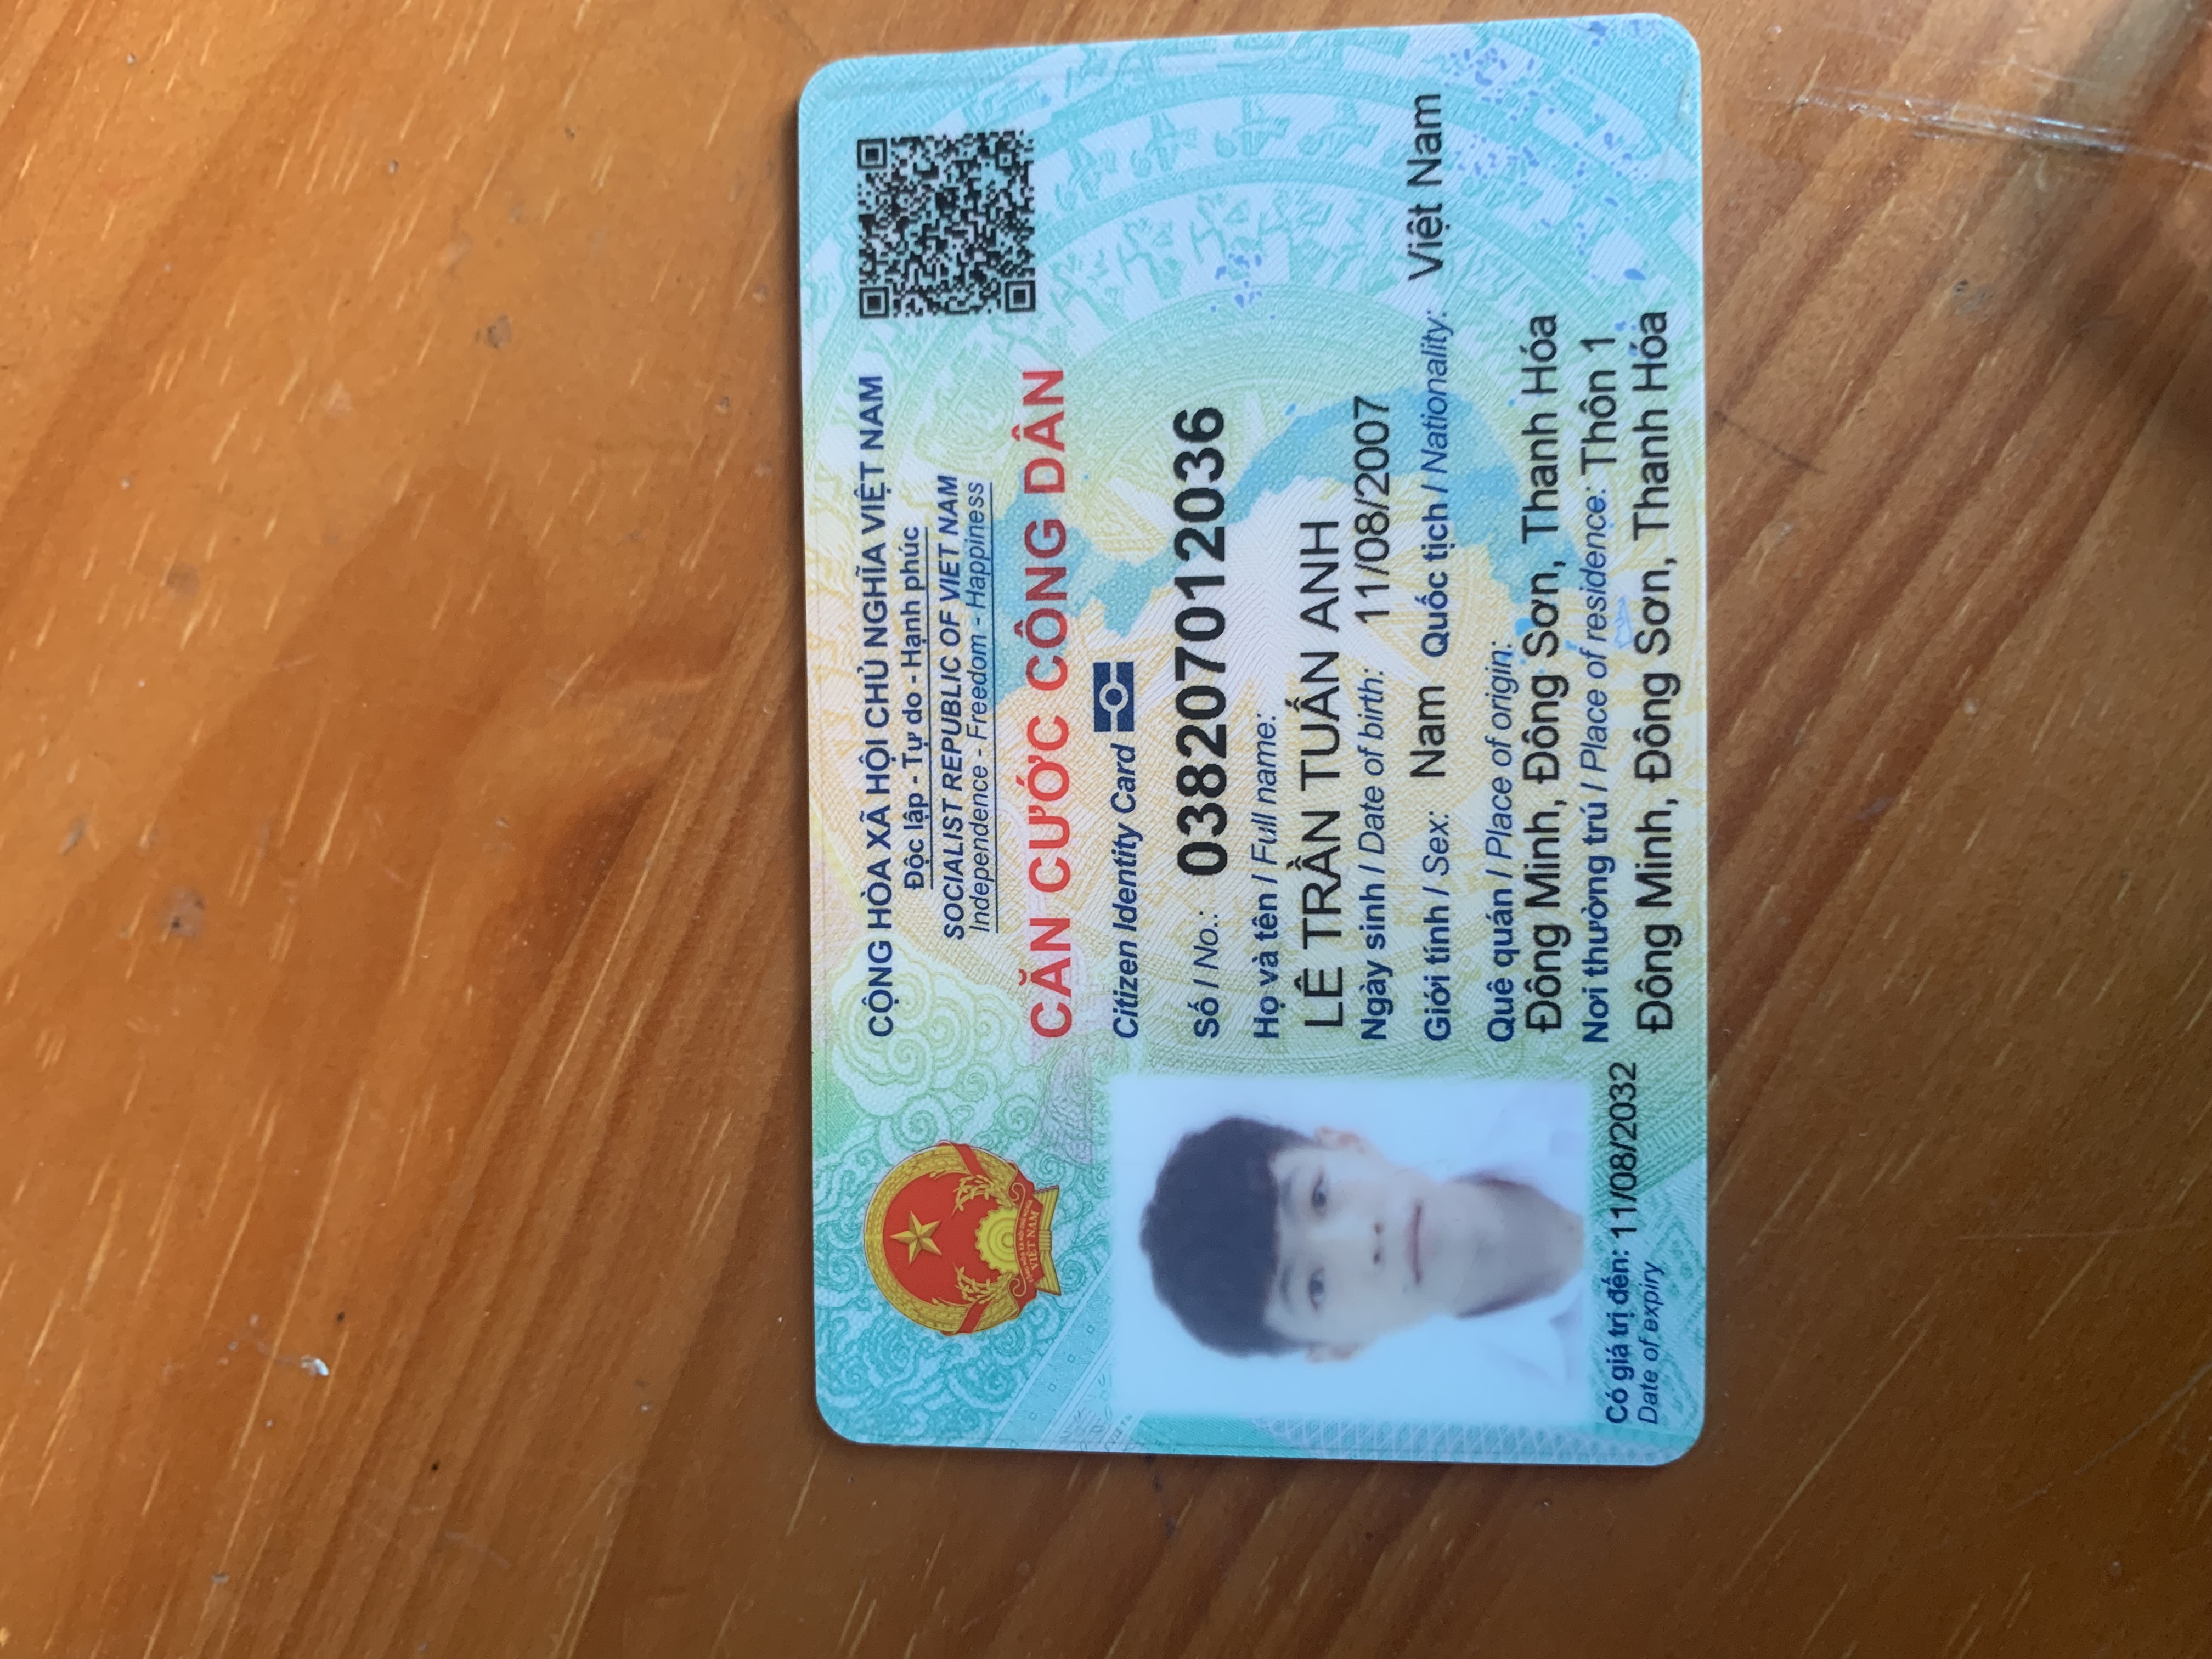 CỘNG HÒA XÃ HỘI CHỦ NGHĨA VIỆT NAM
Độc lập - Tự do - Hạnh phúc
SOCIALIST REPUBLIC OF VIET NAM
Independence - Freedom - Happiness
CĂN CƯỚC CÔNG DÂN
Citizen Identity Card
Số / No.: 038207012036
Họ và tên / Full name:
LÊ TRẦN TUẤN ANH
Ngày sinh / Date of birth: 11/08/2007
Giới tính / Sex: Nam Quốc tịch / Nationality: Việt Nam
Quê quán / Place of origin:
Đông Minh, Đông Sơn, Thanh Hóa
Nơi thường trú / Place of residence: Thôn 1
Đông Minh, Đông Sơn, Thanh Hóa
Có giá trị đến: 11/08/2032
Date of expiry
VIỆT NAM